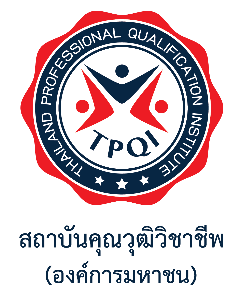 THAILAND PROFESSIONAL QUALIFICATION INSTITUTE
TPQI
สถาบันคุณวุฒิวิชาชีพ
(องค์การมหาชน)